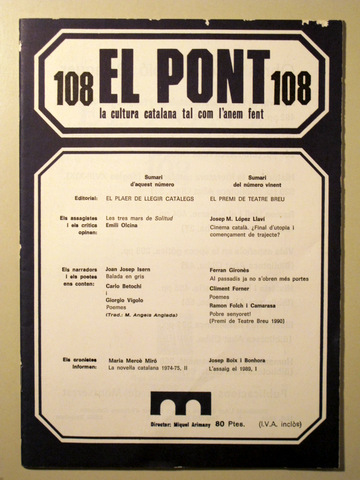 108 EL PONT 108
la cultura catalana tal com l'anem fent
Sumari
d'aquest número
Sumari
del número vinent
Editorial:
EL PLAER DE LLEGIR CATÀLEGS
EL PREMI DE TEATRE BREU
Els assagistes
i els crítics
opinen:
Les tres mars de Solitud
Emili Olcina
Josep M. López Llaví
Cinema català. ¿Final d'utopia i
començament de trajecte?
Els narradors
i els poetes
ens conten:
Joan Josep Isern
Balada en gris
Carlo Betochi
i
Giorgio Vigolo
Poemes
(Trad.: M. Àngels Anglada)
Ferran Gironès
Al passadís ja no s'obren més portes
Climent Forner
Poemes
Ramon Folch i Camarasa
Pobre senyoret!
(Premi de Teatre Breu 1990)
Els cronistes
informen:
Maria Mercè Miró
La novel·la catalana 1974-75, II
Josep Boix i Bonhora
L'assaig el 1989, I
Director: Miquel Arimany 80 Ptes. (I.V.A. inclòs)